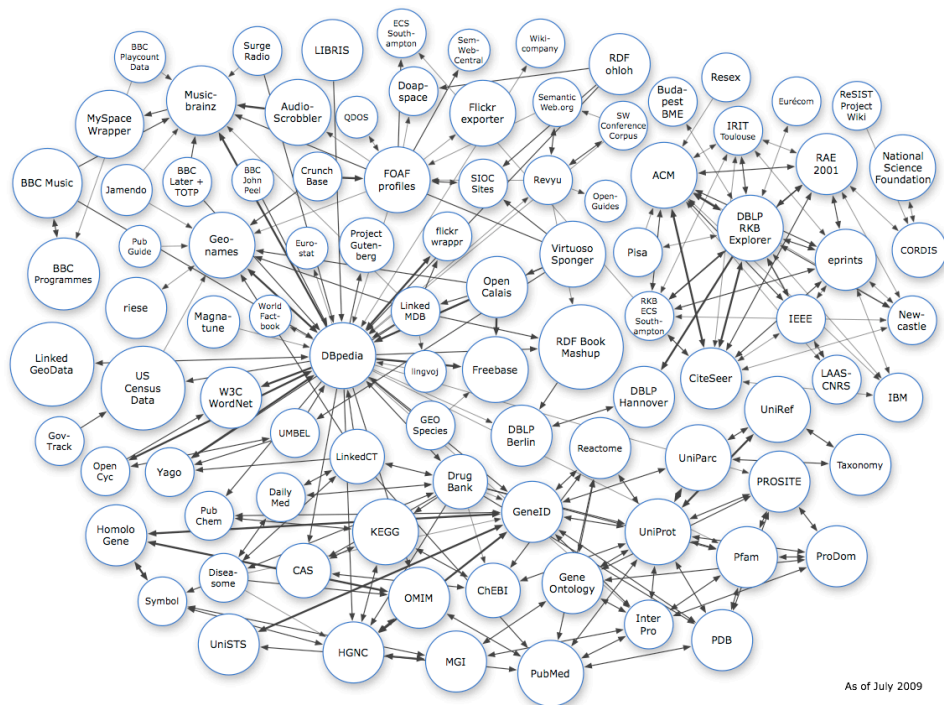 BBC
Playcount
Data
Surge
Radio
LIBRIS
ECS
South-
ampton
Sem-
Web-
Central
Wiki-
company
RDF
ohloh
Music-
brainz
MySpace
Wrapper
Audio-
Scrobbler
QDOS
Doap-
space
Flickr
exporter
Semantic
Web.org
SW
Conference
Corpus
Buda-
pest
BME
Resex
Eurécom
ReSIST
Project
Wiki
IRIT
Toulouse
RAE
2001
National
Science
Foundation
BBC Music
Jamendo
BBC
Later +
TOTP
BBC
John
Peel
Crunch
Base
FOAF
profiles
SIOC
Sites
Revyu
Open-
Guides
ACM
DBLP
RKB
Explorer
CORDIS
BBC
Programmes
Pub
Guide
Geo-
names
Euro-
stat
Project
Guten-
berg
flickr
wrappr
Virtuoso
Sponger
Pisa
eprints
riese
Magna-
tune
World
Fact-
book
Linked
MDB
Open
Calais
RKB
ECS
South-
ampton
IEEE
New-
castle
Linked
GeoData
US
Census
Data
W3C
WordNet
DBpedia
lingvoj
Freebase
RDF Book
Mashup
DBLP
Hannover
CiteSeer
LAAS-
CNRS
IBM
Gov-
Track
Open
Cyc
Yago
UMBEL
LinkedCT
GEO
Species
DBLP
Berlin
Reactome
UniParc
UniRef
Taxonomy
PROSITE
Daily
Med
Drug
Bank
Pub
Chem
Homolo
Gene
KEGG
GeneID
UniProt
Pfam
ProDom
Symbol
Disea-
some
CAS
OMIM
ChEBI
Gene
Ontology
Inter
Pro
PDB
UniSTS
HGNC
MGI
PubMed
As of July 2009